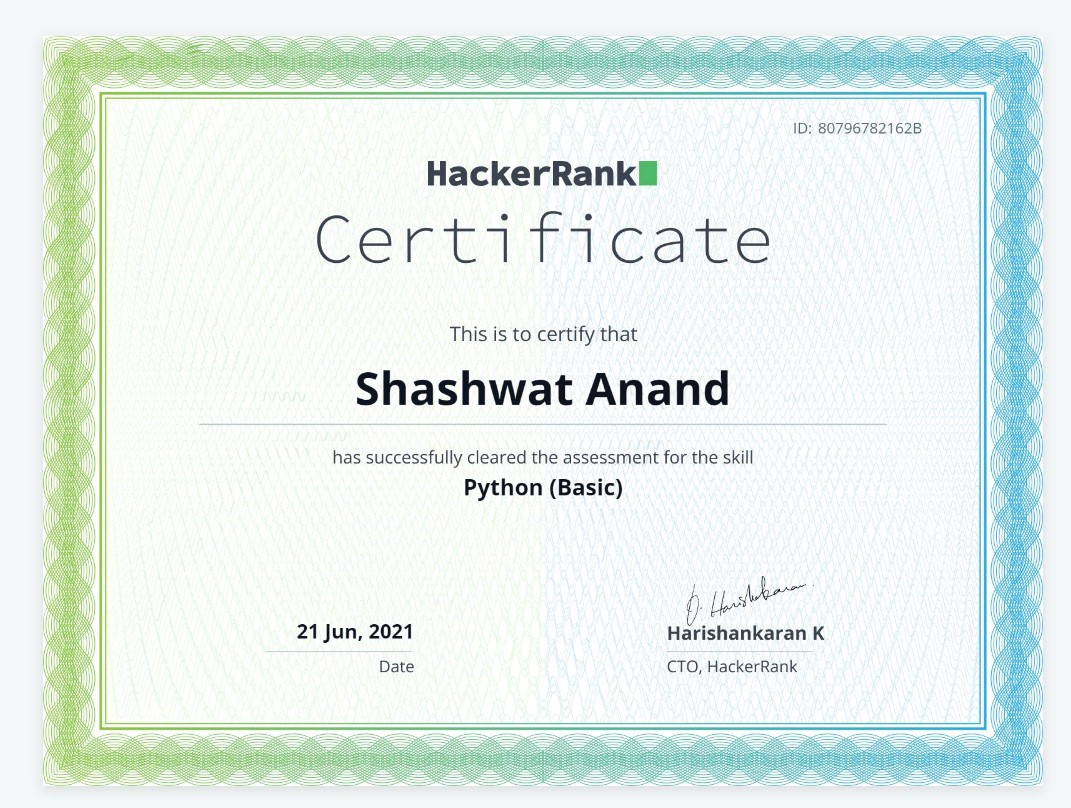 ID: 80796782162B
HackerRank
Certificate
This is to certify that
Shashwat Anand
has successfully cleared the assessment for the skill
Python (Basic)
21 Jun, 2021
Date
Harishankaran K
CTO, HackerRank